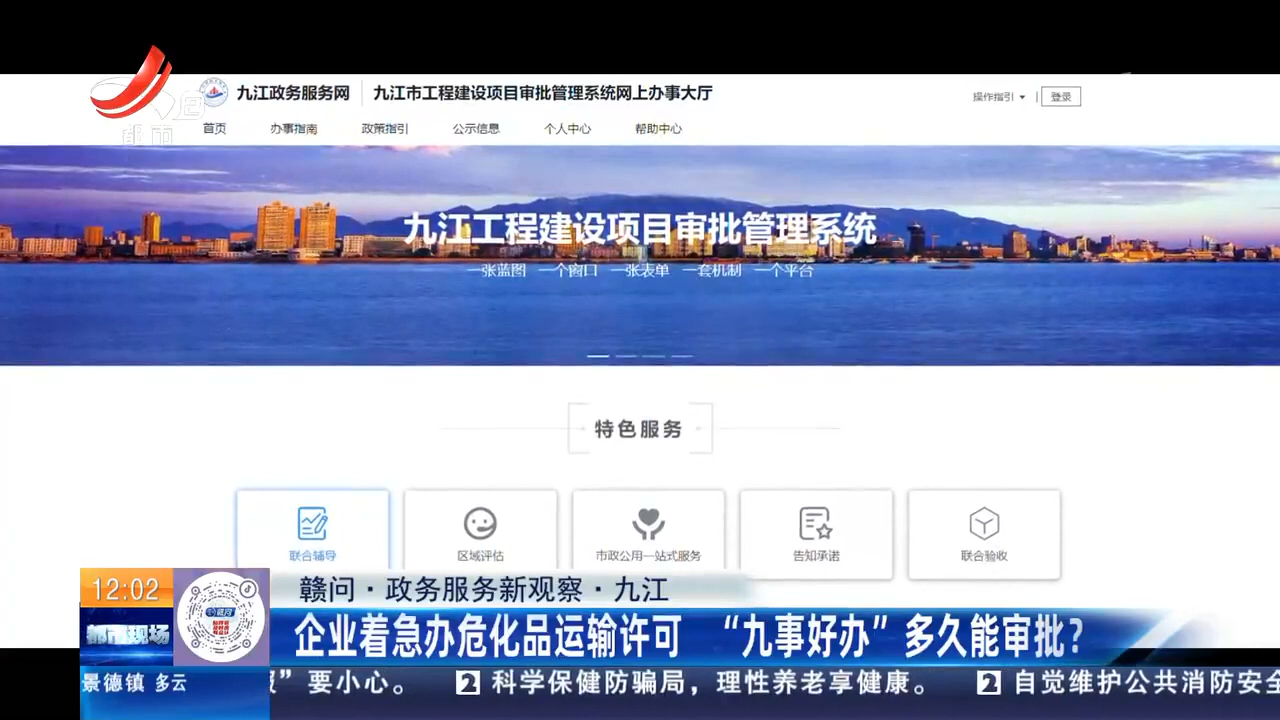 九江政务服务网 九江市工程建设项目审批管理系统网上办事大厅
操作指引 登录
都市
首页 办事指南 政策指引 公示信息 个人中心 帮助中心
九江工程建设项目审批管理系统
一张蓝图 一个窗口 一张表单 一套机制 一个平台
特色服务
联合辅导 区域评估 市政公用一站式服务 告知承诺 联合验收
12:02
都市现场
赣问·政务服务新观察·九江
企业着急办危化品运输许可 “九事好办”多久能审批?
景德镇 多云
”要小心。 2 科学保健防骗局，理性养老享健康。 2 自觉维护公共消防安全